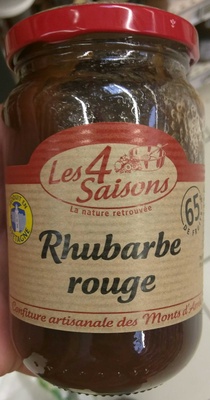 Les 4
Saisons
La nature retrouvée
65%
Rhubarbe
rouge
Confiture artisanale des Monts